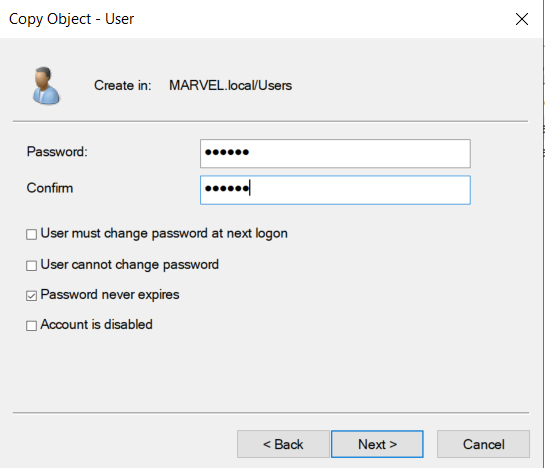 Copy Object - User
Create in: MARVEL.local/Users
Password: ●●●●●●
Confirm ●●●●●●
User must change password at next logon
User cannot change password
Password never expires
Account is disabled
< Back Next > Cancel